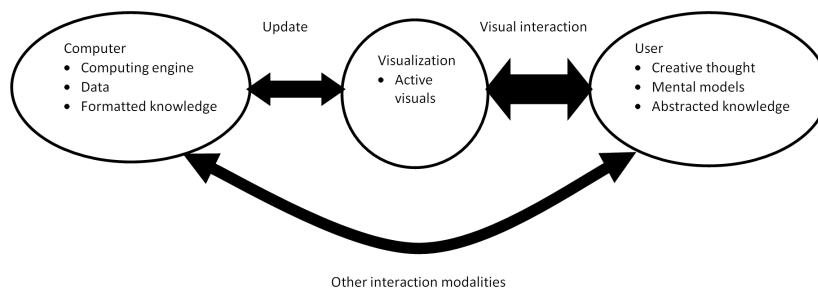 Update
Visual interaction
Computer
• Computing engine
• Data
• Formatted knowledge
Visualization
• Active
visuals
User
• Creative thought
• Mental models
• Abstracted knowledge
Other interaction modalities